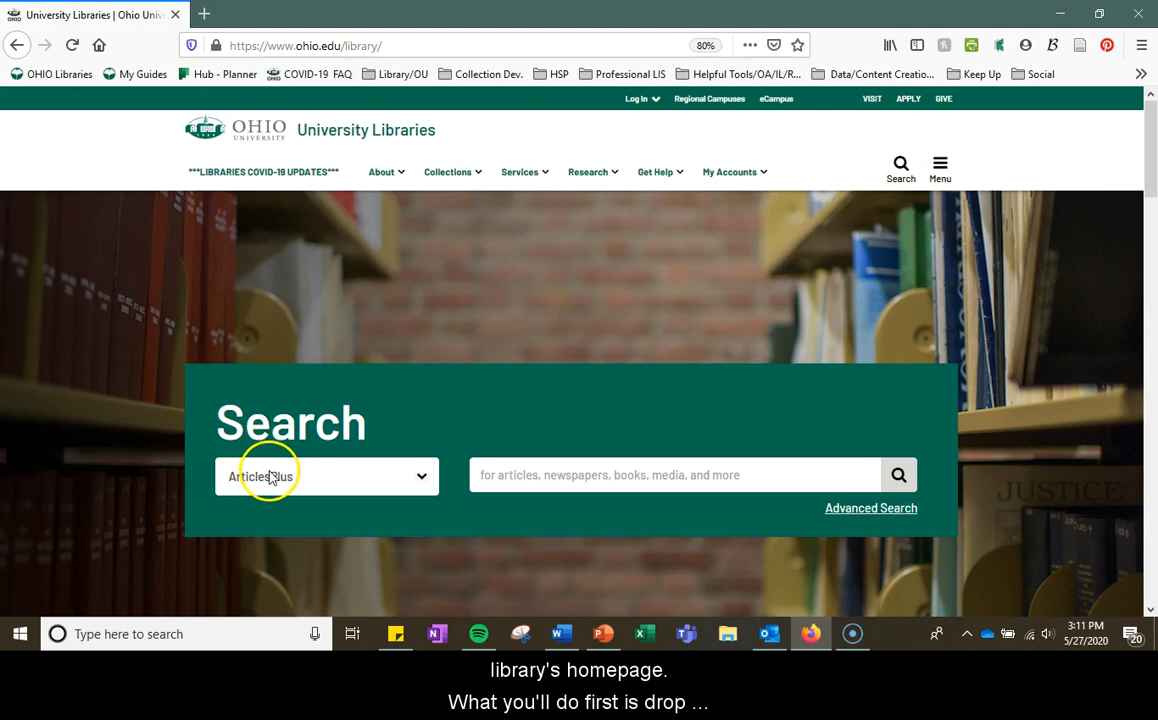 University Libraries | Ohio Unive
https://www.ohio.edu/library/
80%
OHIO Libraries
My Guides
Hub - Planner
COVID-19 FAQ
Library/OU
Collection Dev.
HSP
Professional LIS
Helpful Tools/OA/IL/R...
Data/Content Creatio...
Keep Up
Social
Log In
Regional Campuses
eCampus
VISIT
APPLY
GIVE
OHIO
UNIVERSITY
University Libraries
***LIBRARIES COVID-19 UPDATES***
About
Collections
Services
Research
Get Help
My Accounts
Search
Menu
Search
ArticlesPlus
for articles, newspapers, books, media, and more
Advanced Search
JUSTICE
Type here to search
3:11 PM
5/27/2020
20
library's homepage.
What you'll do first is drop ...